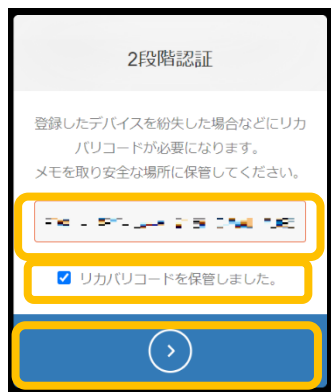 2段階認証
登録したデバイスを紛失した場合などにリカ
バリコードが必要になります。
メモを取り安全な場所に保管してください。
リカバリコードを保管しました。